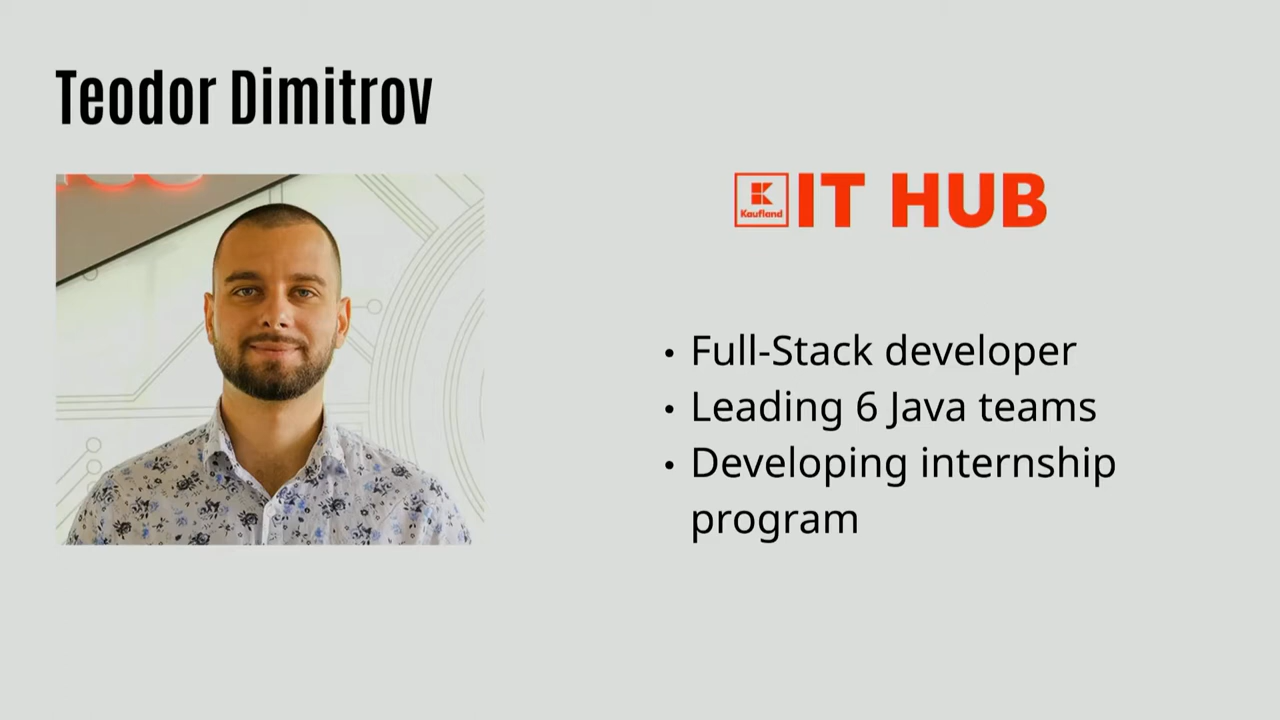 Teodor Dimitrov
Kaufland
IT HUB
• Full-Stack developer
• Leading 6 Java teams
• Developing internship
program